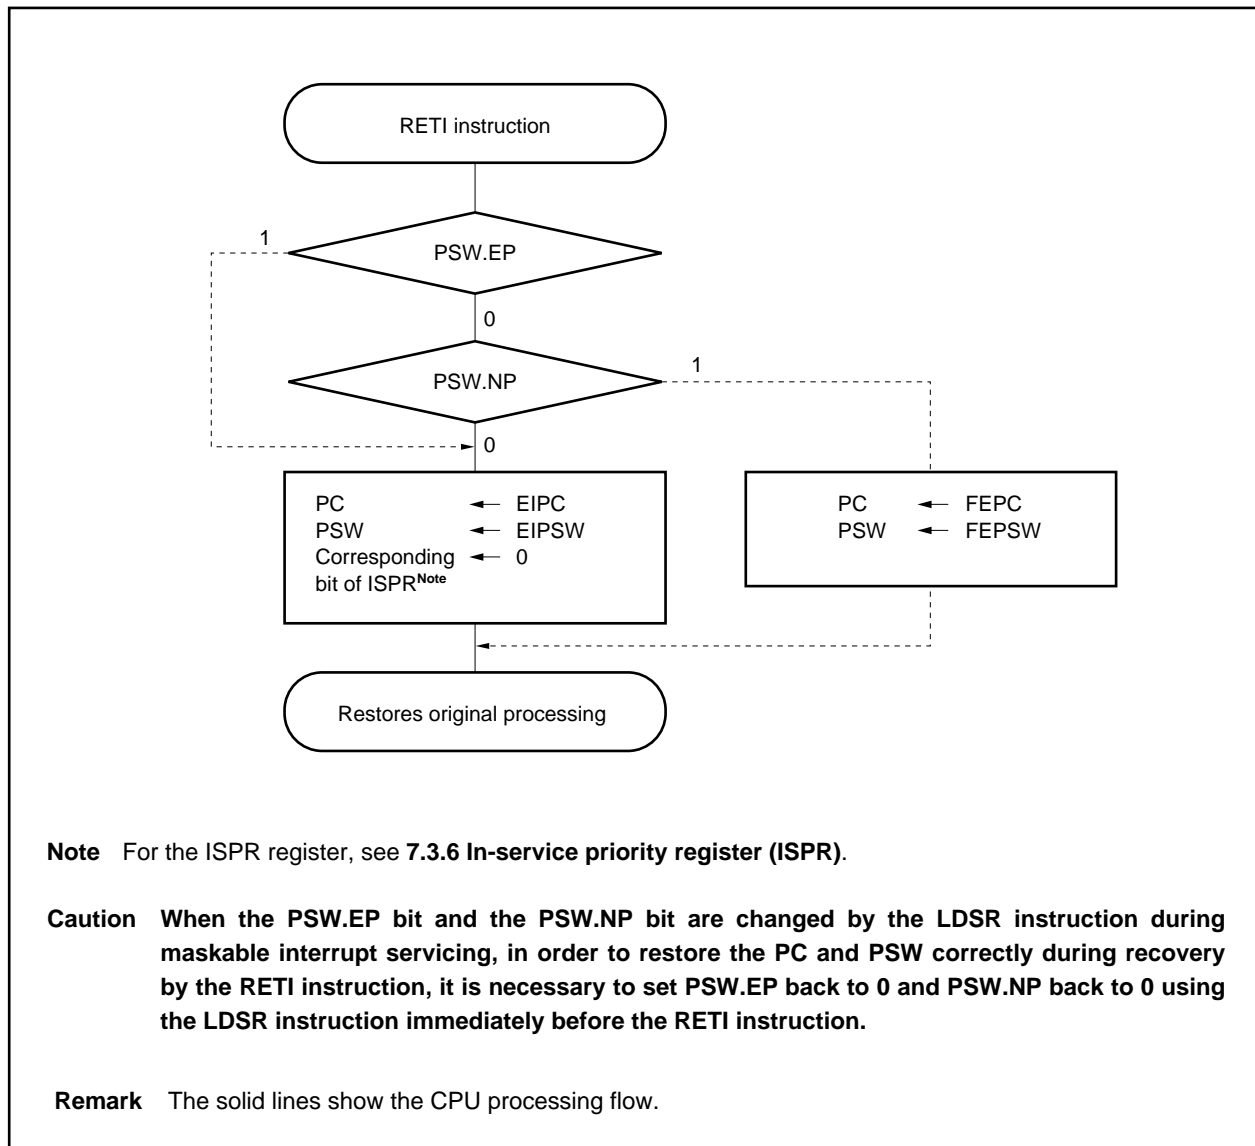 RETI instruction
1
PSW.EP
0
PSW.NP
1
0
PC ← EIPC
PSW ← EIPSW
Corresponding ← 0
bit of ISPRNote
PC ← FEPC
PSW ← FEPSW
Restores original processing
Note For the ISPR register, see 7.3.6 In-service priority register (ISPR).
Caution When the PSW.EP bit and the PSW.NP bit are changed by the LDSR instruction during
maskable interrupt servicing, in order to restore the PC and PSW correctly during recovery
by the RETI instruction, it is necessary to set PSW.EP back to 0 and PSW.NP back to 0 using
the LDSR instruction immediately before the RETI instruction.
Remark The solid lines show the CPU processing flow.